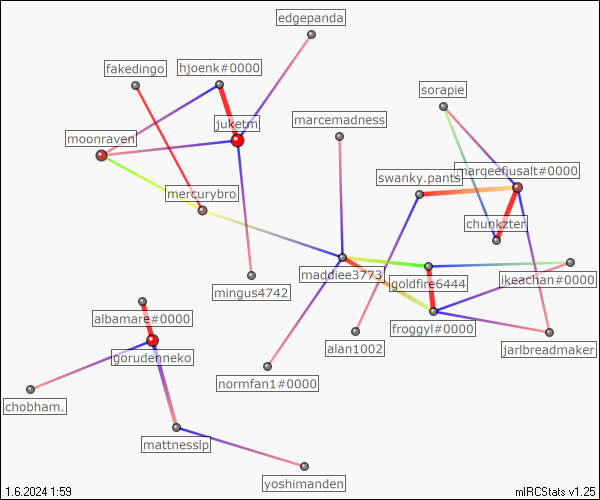 edgepanda
fakedingo
hjoenk#0000
sorapie
juketm
marcemadness
moonraven
marqeefiusalt#0000
swanky.pants
mercurybro
chunkzter
maddiee3773
goldfire6444
ikeachan#0000
mingus4742
albamare#0000
froggyl#0000
gorudenneko
alan1002
jarlbreadmaker
normfan1#0000
chobham.
mattnesslp
yoshimanden
1.6.2024 1:59
mIRCStats v1.25